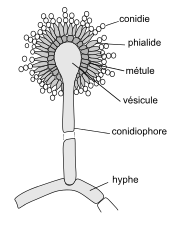 conidie
phialide
métule
vésicule
conidiophore
hyphe